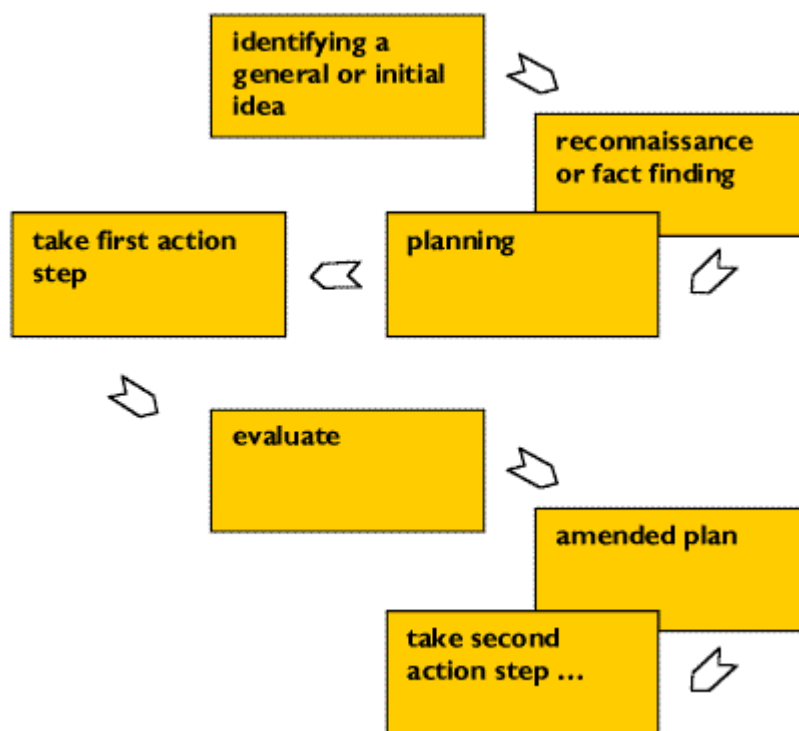 identifying a
general or initial
idea
reconnaissance
or fact finding
planning
take first action
step
evaluate
amended plan
take second
action step ...